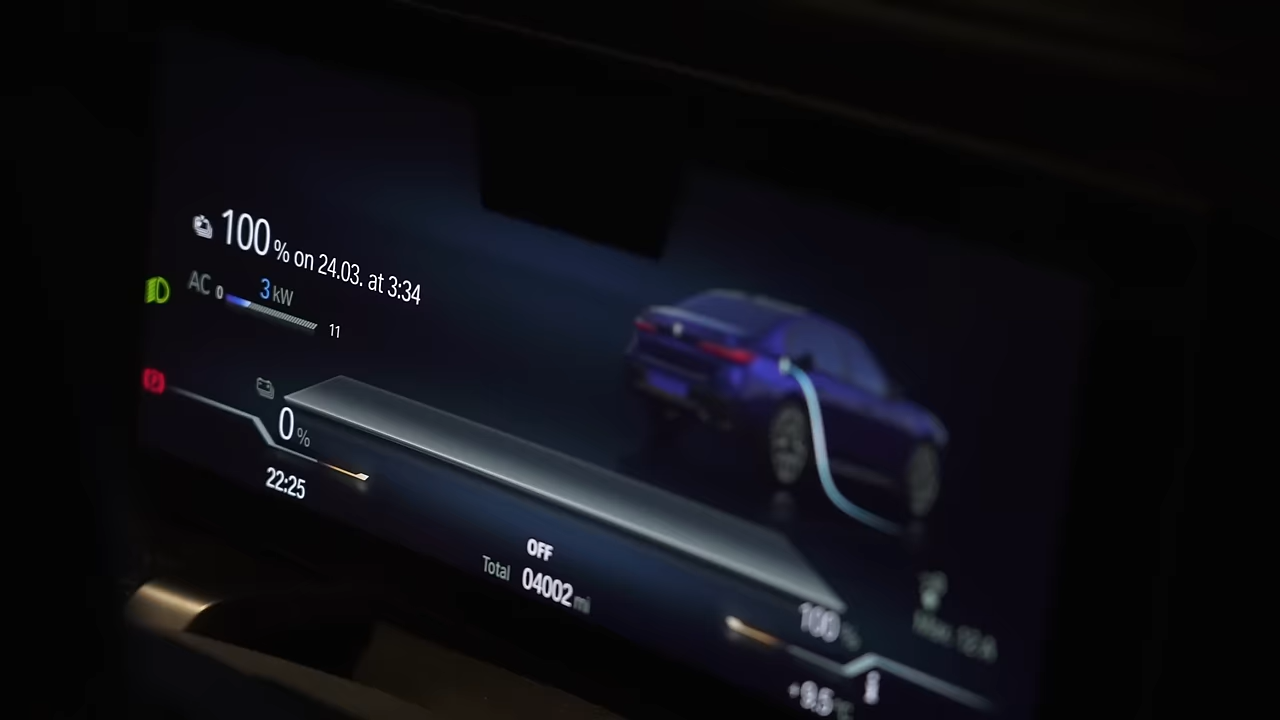 100 % on 24.03. at 3:34
AC 0 3 kW 11
0 %
22:25
OFF
Total 04002 mi
100 %